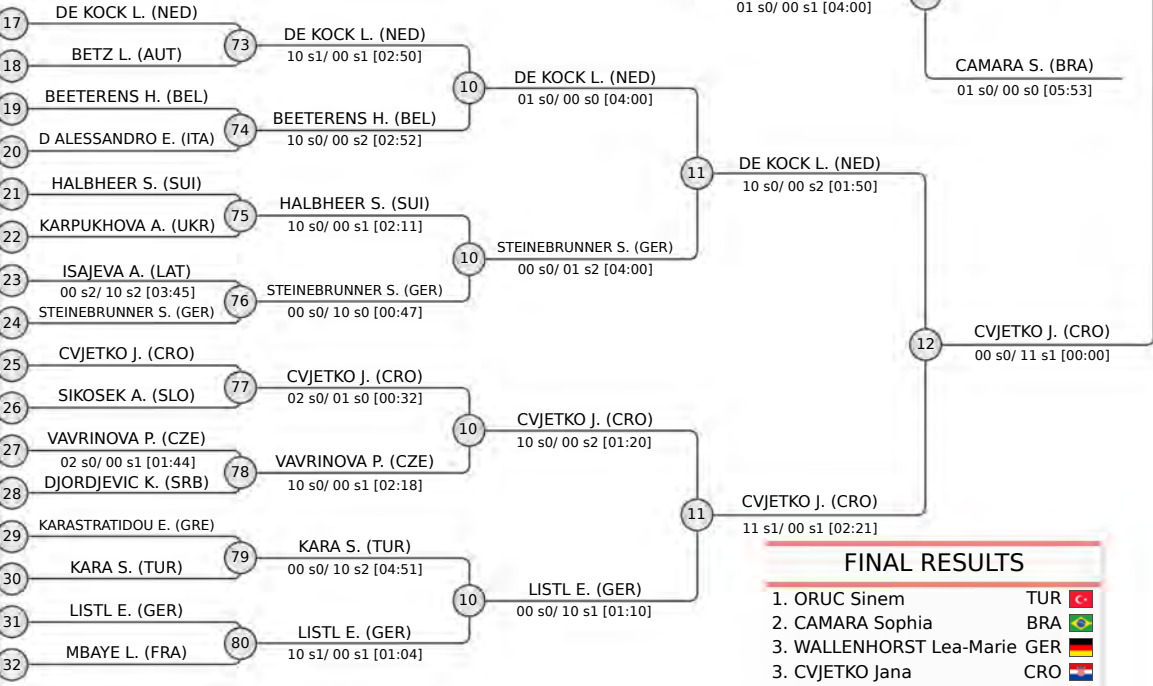 01 s0/ 00 s1 [04:00]
CAMARA S. (BRA)
01 s0/ 00 s0 [05:53]
17
DE KOCK L. (NED)
18
BETZ L. (AUT)
73
DE KOCK L. (NED)
10 s1/ 00 s1 [02:50]
19
BEETERENS H. (BEL)
20
D ALESSANDRO E. (ITA)
74
BEETERENS H. (BEL)
10 s0/ 00 s2 [02:52]
10
DE KOCK L. (NED)
01 s0/ 00 s0 [04:00]
21
HALBHEER S. (SUI)
22
KARPUKHOVA A. (UKR)
75
HALBHEER S. (SUI)
10 s0/ 00 s1 [02:11]
23
ISAJEVA A. (LAT)
00 s2/ 10 s2 [03:45]
24
STEINEBRUNNER S. (GER)
76
STEINEBRUNNER S. (GER)
00 s0/ 10 s0 [00:47]
10
STEINEBRUNNER S. (GER)
00 s0/ 01 s2 [04:00]
11
DE KOCK L. (NED)
10 s0/ 00 s2 [01:50]
25
CVJETKO J. (CRO)
26
SIKOSEK A. (SLO)
77
CVJETKO J. (CRO)
02 s0/ 01 s0 [00:32]
27
VAVRINOVA P. (CZE)
02 s0/ 00 s1 [01:44]
28
DJORDJEVIC K. (SRB)
78
VAVRINOVA P. (CZE)
10 s0/ 00 s1 [02:18]
10
CVJETKO J. (CRO)
10 s0/ 00 s2 [01:20]
29
KARASTRATIDOU E. (GRE)
30
KARA S. (TUR)
79
KARA S. (TUR)
00 s0/ 10 s2 [04:51]
31
LISTL E. (GER)
32
MBAYE L. (FRA)
80
LISTL E. (GER)
10 s1/ 00 s1 [01:04]
10
LISTL E. (GER)
00 s0/ 10 s1 [01:10]
11
CVJETKO J. (CRO)
11 s1/ 00 s1 [02:21]
12
CVJETKO J. (CRO)
00 s0/ 11 s1 [00:00]
FINAL RESULTS
1. ORUC Sinem TUR
2. CAMARA Sophia BRA
3. WALLENHORST Lea-Marie GER
3. CVJETKO Jana CRO